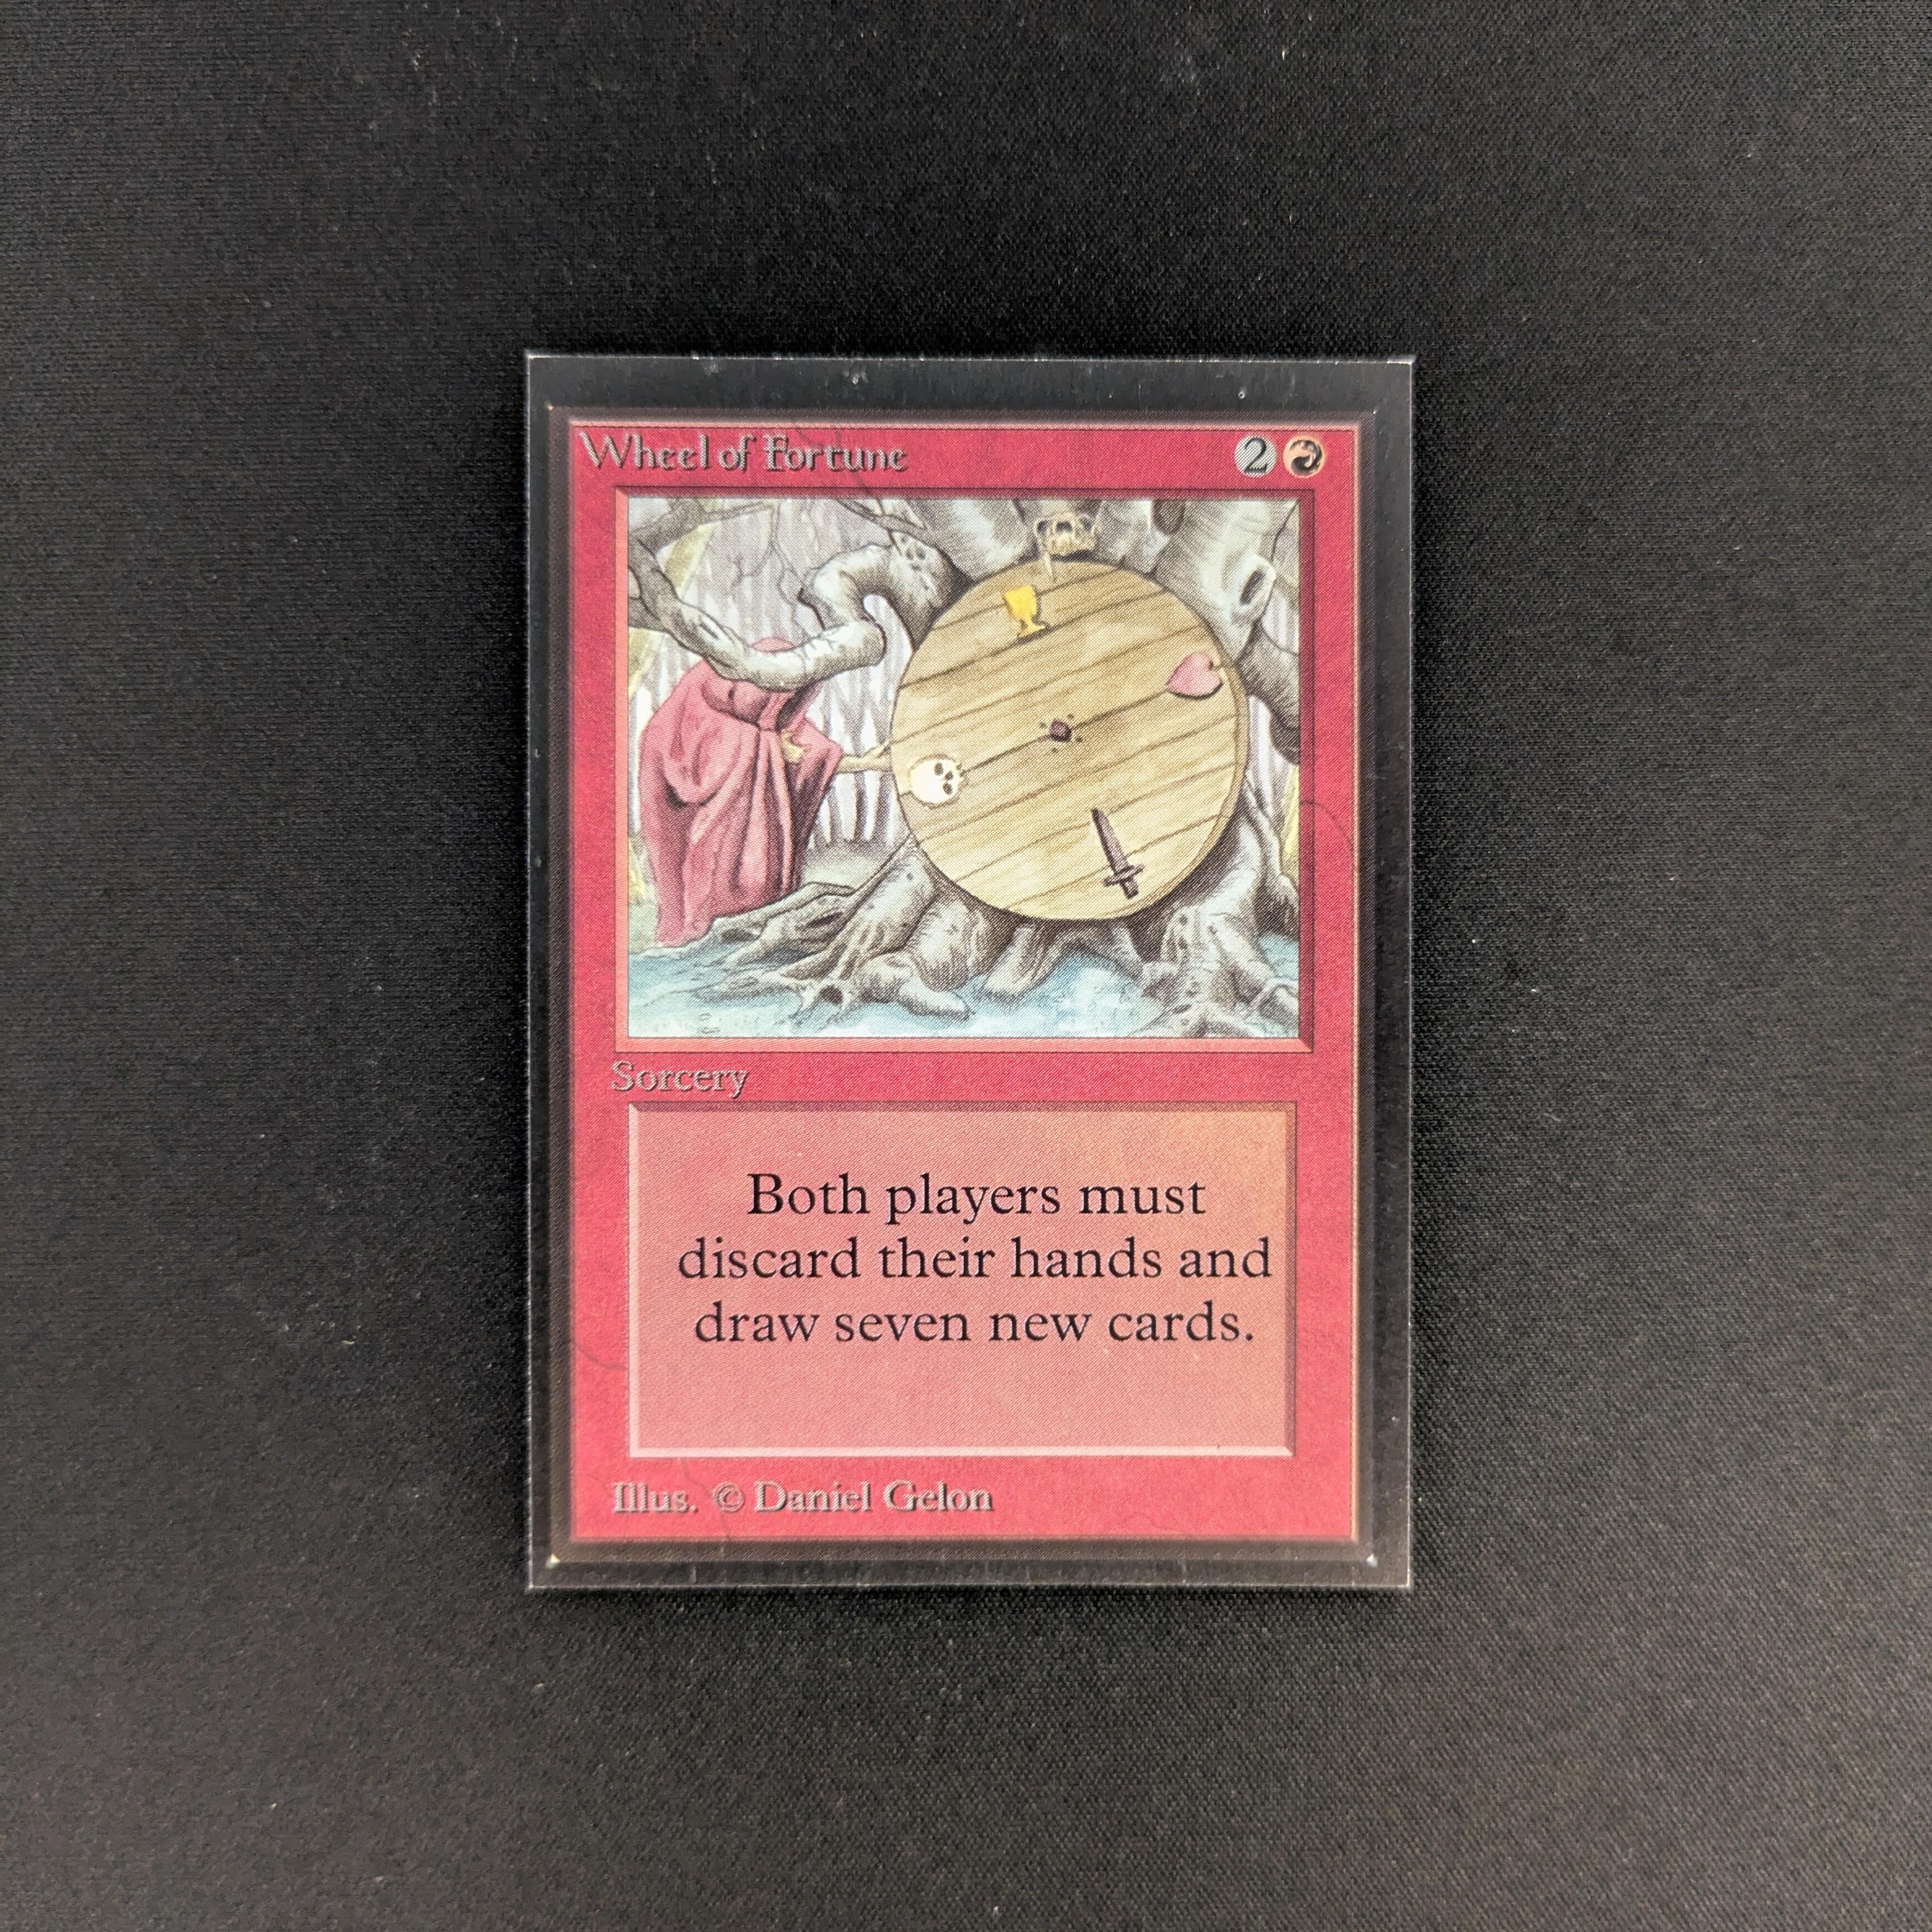 Wheel of Fortune 2
Sorcery
Both players must
discard their hands and
draw seven new cards.
Illus. © Daniel Gelon